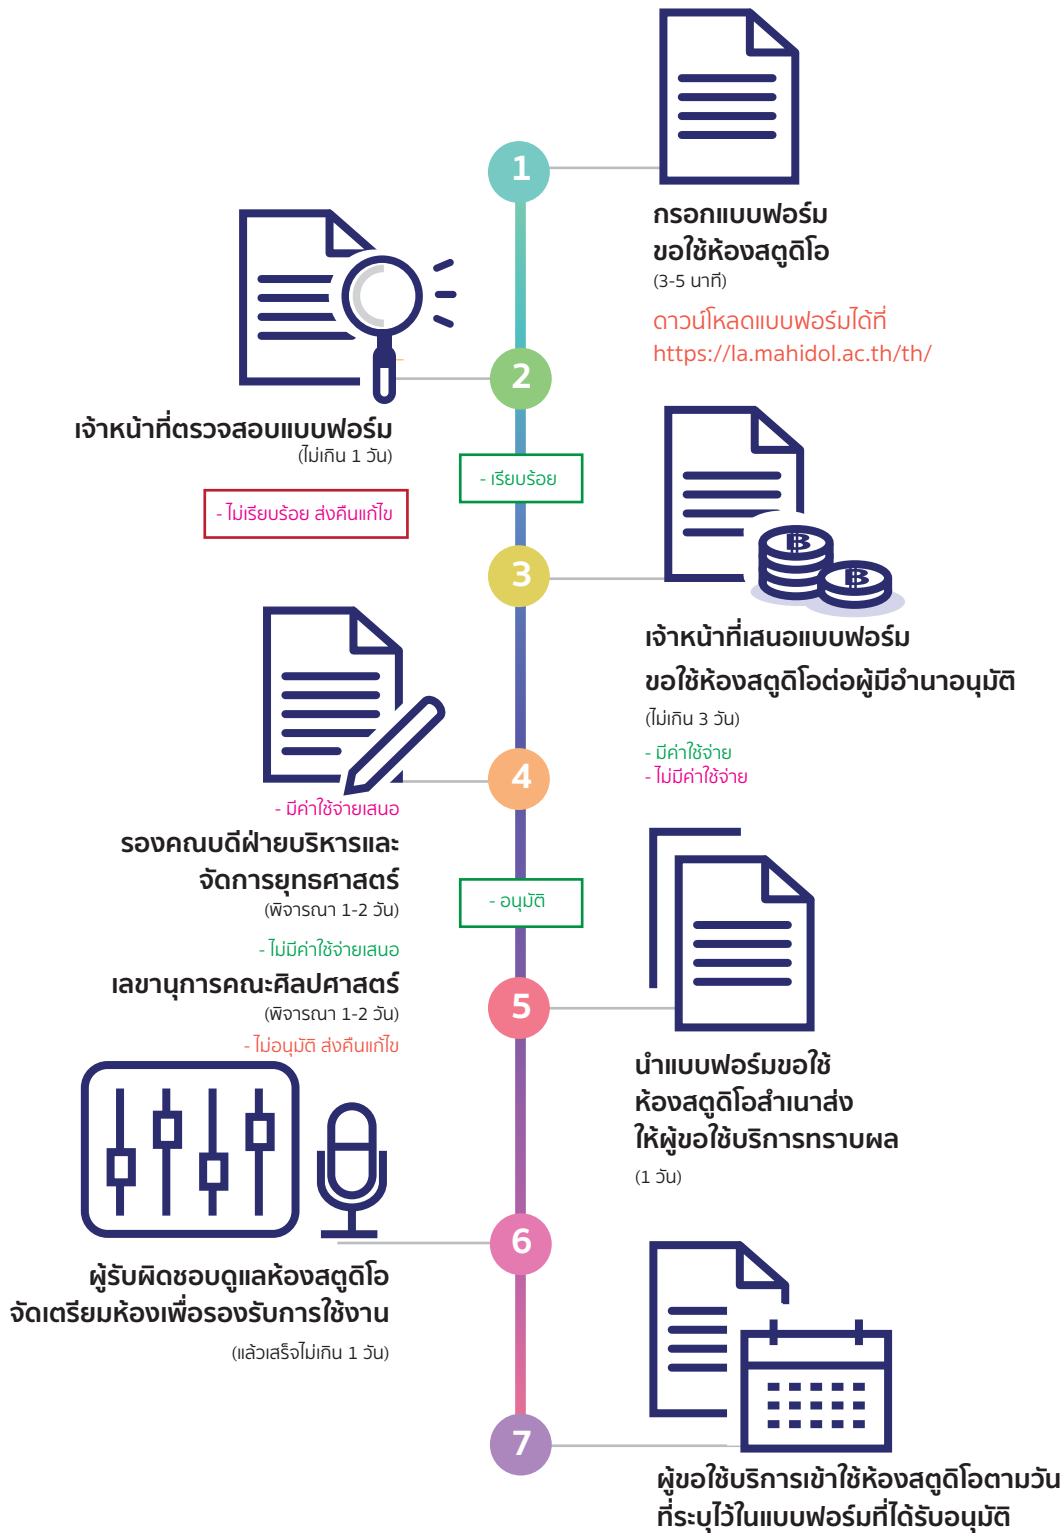 1
กรอกแบบฟอร์ม
ขอใช้ห้องสตูดิโอ
(3-5 นาที)
ดาวน์โหลดแบบฟอร์มได้ที่
https://la.mahidol.ac.th/th/
2
เจ้าหน้าที่ตรวจสอบแบบฟอร์ม
(ไม่เกิน 1 วัน)
- เรียบร้อย
- ไม่เรียบร้อย ส่งคืนแก้ไข
3
เจ้าหน้าที่เสนอแบบฟอร์ม
ขอใช้ห้องสตูดิโอต่อผู้มีอำนาอนุมัติ
(ไม่เกิน 3 วัน)
- มีค่าใช้จ่าย
- ไม่มีค่าใช้จ่าย
4
- มีค่าใช้จ่ายเสนอ
รองคณบดีฝ่ายบริหารและ
จัดการยุทธศาสตร์
(พิจารณา 1-2 วัน)
- ไม่มีค่าใช้จ่ายเสนอ
เลขานุการคณะศิลปศาสตร์
(พิจารณา 1-2 วัน)
- ไม่อนุมัติ ส่งคืนแก้ไข
- อนุมัติ
5
นำแบบฟอร์มขอใช้
ห้องสตูดิโอสำเนาส่ง
ให้ผู้ขอใช้บริการทราบผล
(1 วัน)
6
ผู้รับผิดชอบดูแลห้องสตูดิโอ
จัดเตรียมห้องเพื่อรองรับการใช้งาน
(แล้วเสร็จไม่เกิน 1 วัน)
7
ผู้ขอใช้บริการเข้าใช้ห้องสตูดิโอตามวัน
ที่ระบุไว้ในแบบฟอร์มที่ได้รับอนุมัติ